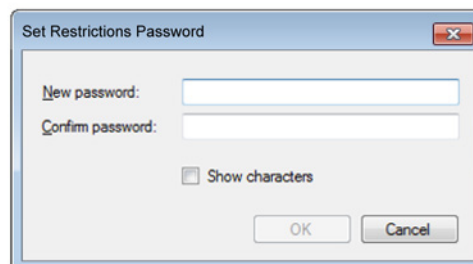 Set Restrictions Password
New password:
Confirm password:
Show characters
OK Cancel